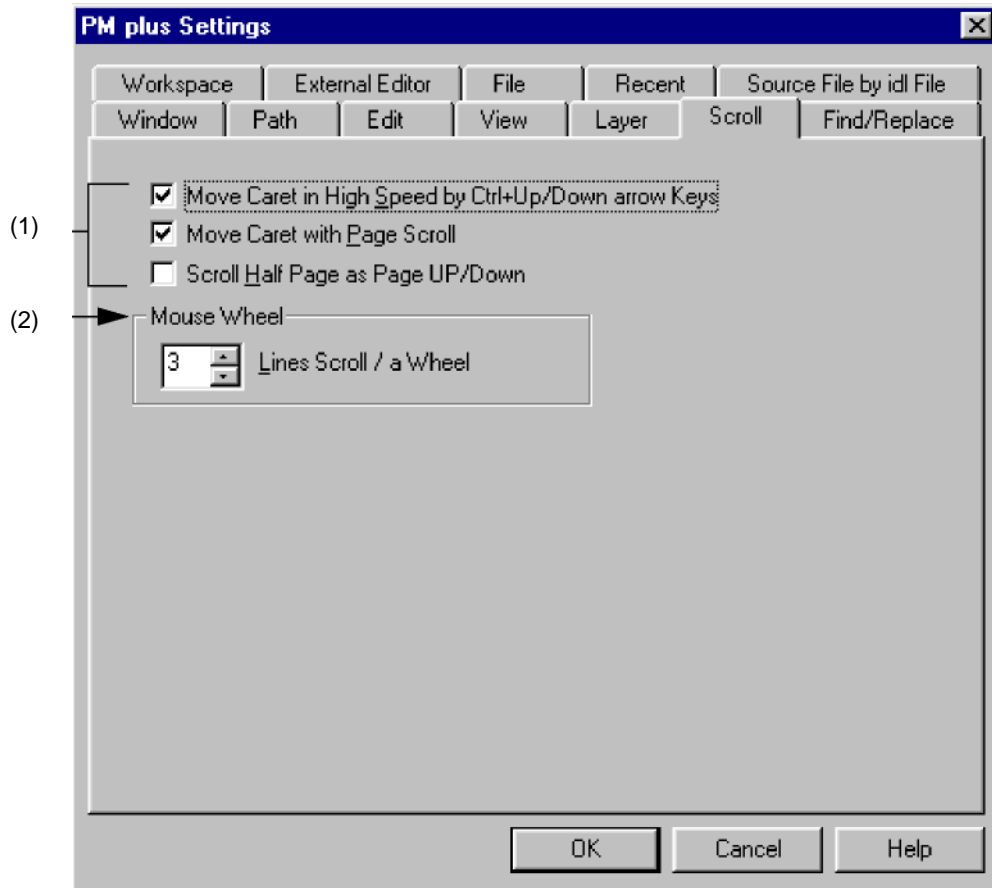 PM plus Settings
Workspace External Editor File Recent Source File by idl File
Window Path Edit View Layer Scroll Find/Replace
(1)
Move Caret in High Speed by Ctrl+Up/Down arrow Keys
Move Caret with Page Scroll
Scroll Half Page as Page UP/Down
(2)
Mouse Wheel
3 Lines Scroll / a Wheel
OK Cancel Help